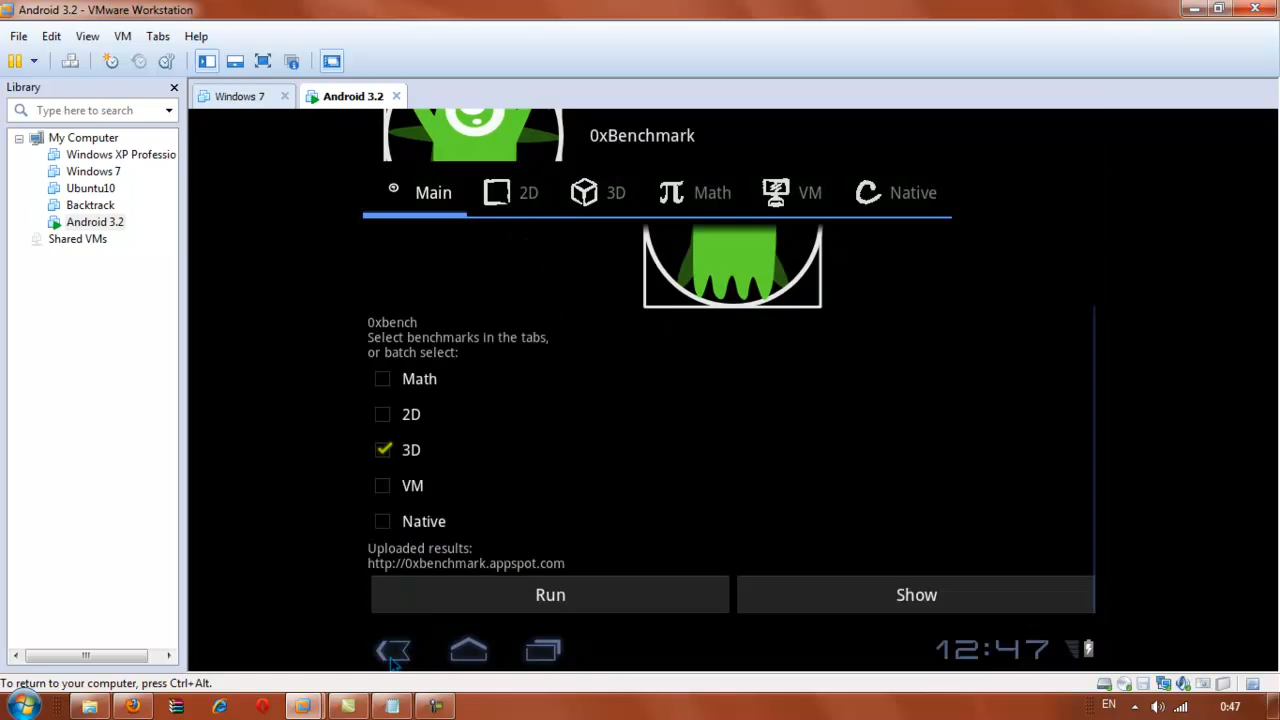 Android 3.2 - VMware Workstation
File Edit View VM Tabs Help
Library
Type here to search
My Computer
Windows XP Professio
Windows 7
Ubuntu10
Backtrack
Android 3.2
Shared VMs
Windows 7
Android 3.2
0xBenchmark
Main 2D 3D Math VM Native
0xbench
Select benchmarks in the tabs,
or batch select:
Math
2D
3D
VM
Native
Uploaded results:
http://0xbenchmark.appspot.com
Run Show
12:47
To return to your computer, press Ctrl+Alt.
EN 0:47